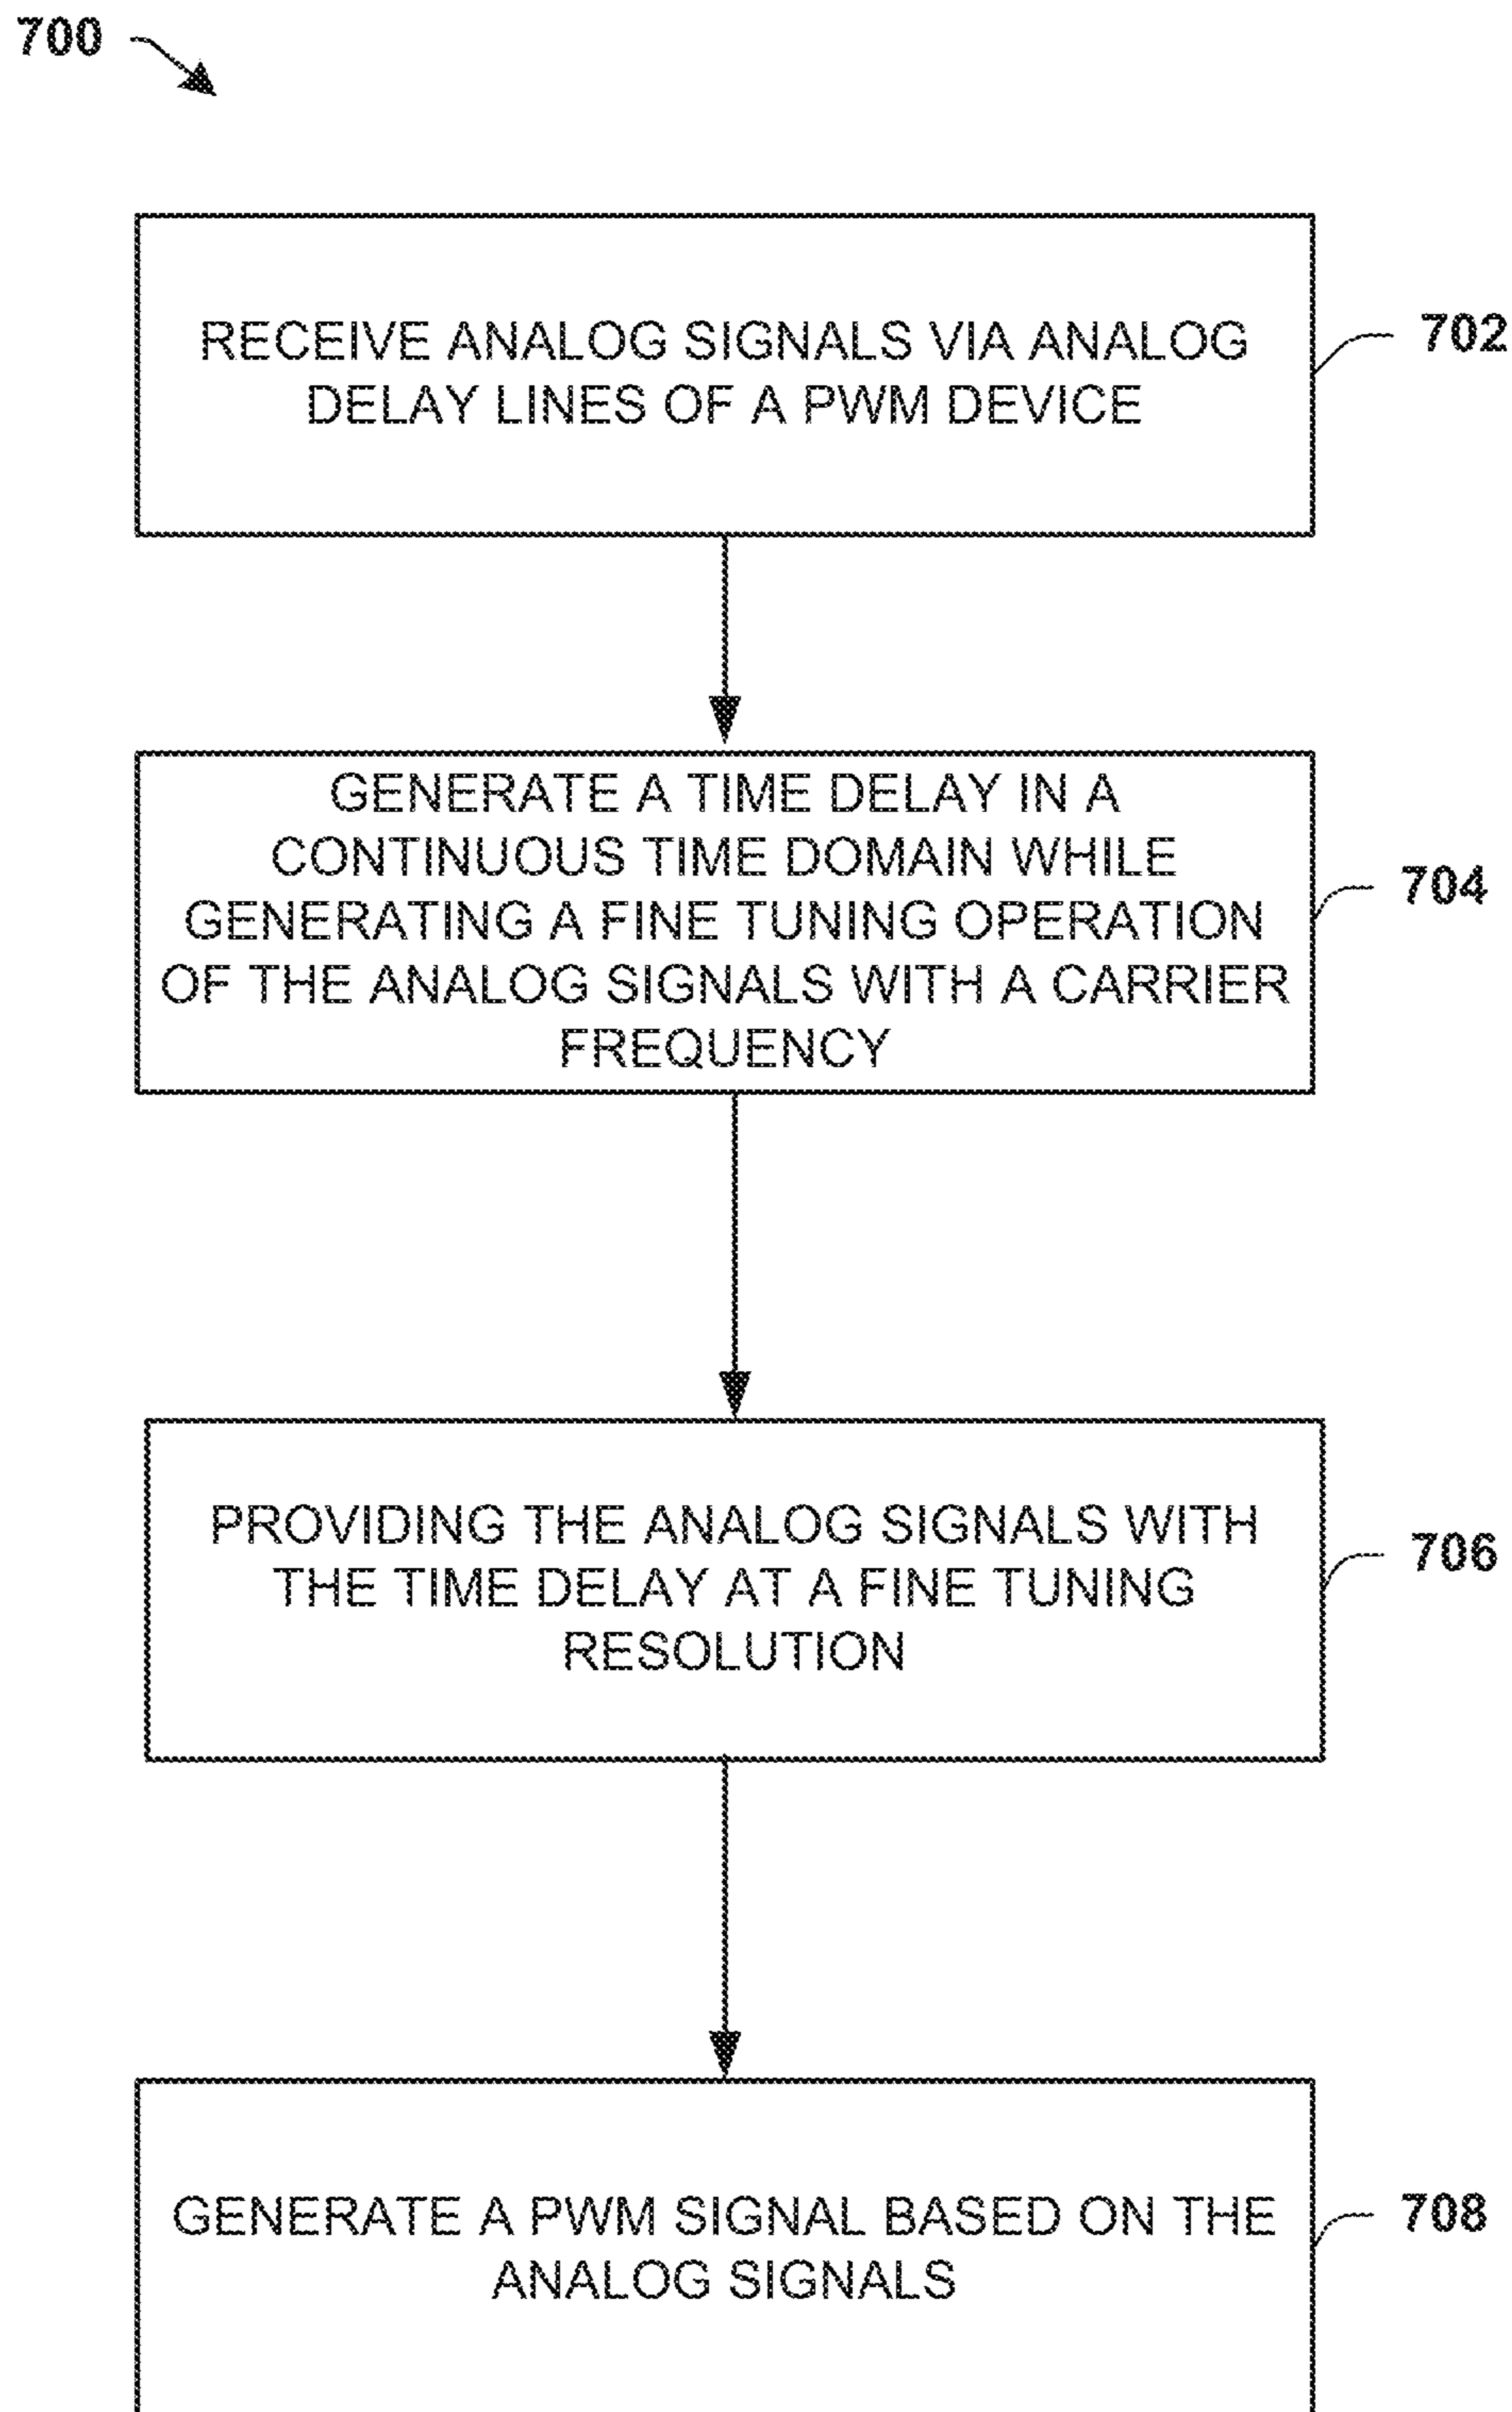 700
RECEIVE ANALOG SIGNALS VIA ANALOG
DELAY LINES OF A PWM DEVICE
702
GENERATE A TIME DELAY IN A
CONTINUOUS TIME DOMAIN WHILE
GENERATING A FINE TUNING OPERATION
OF THE ANALOG SIGNALS WITH A CARRIER
FREQUENCY
704
PROVIDING THE ANALOG SIGNALS WITH
THE TIME DELAY AT A FINE TUNING
RESOLUTION
706
GENERATE A PWM SIGNAL BASED ON THE
ANALOG SIGNALS
708